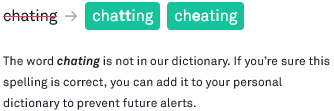 chating → chatting cheating
The word chating is not in our dictionary. If you're sure this
spelling is correct, you can add it to your personal
dictionary to prevent future alerts.